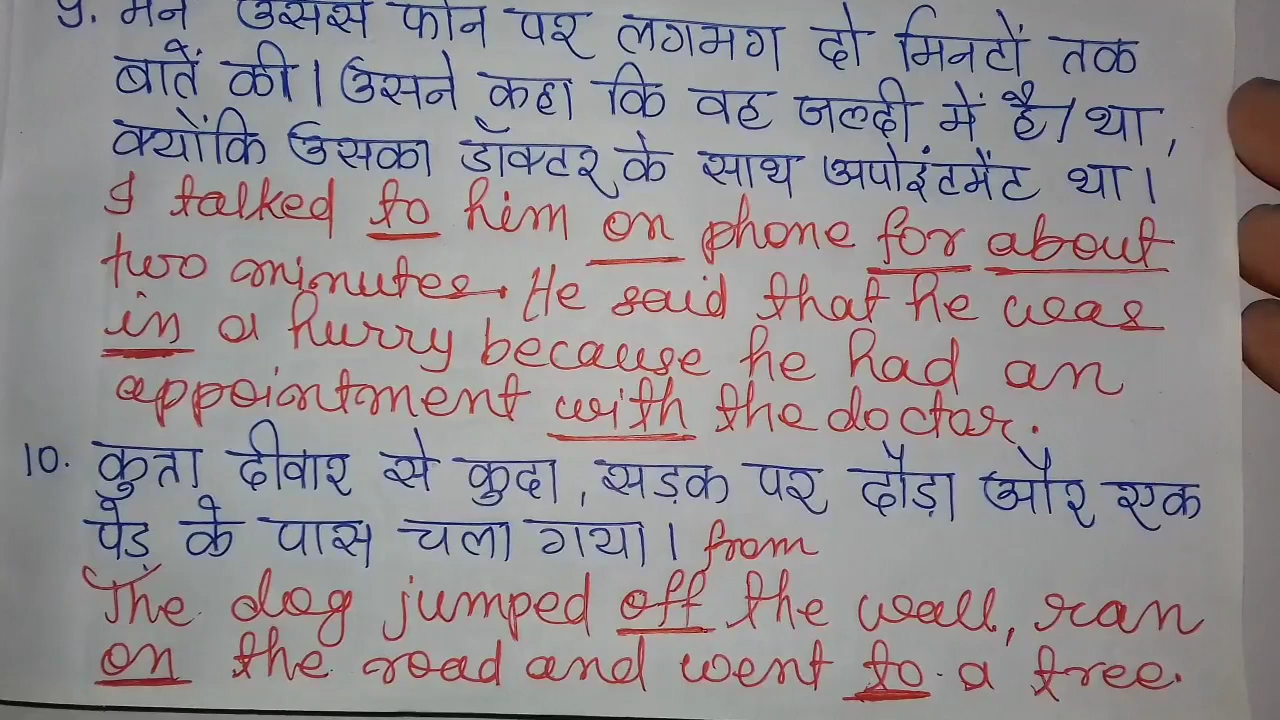 9. मैंने उससे फोन पर लगभग दो मिनटों तक
बातें की। उसने कहा कि वह जल्दी में है/था,
क्योंकि उसका डॉक्टर के साथ अपोइंटमेंट था।
I talked to him on phone for about
two minutes. He said that he was
in a hurry because he had an
appointment with the doctor.
10. कुत्ता दीवार से कुदा, सड़क पर दौड़ा और एक
पेड़ के पास चला गया। from
The dog jumped off the wall, ran
on the road and went to a tree.